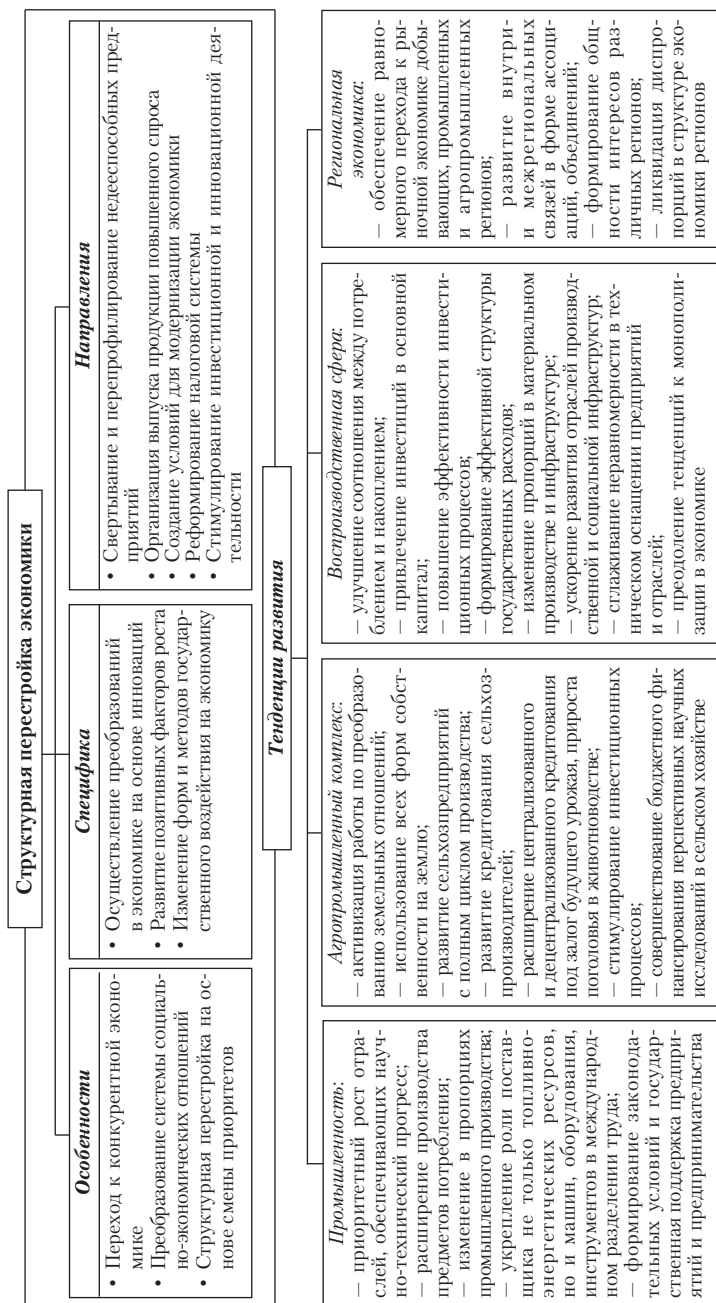 Структурная перестройка экономики
Особенности
• Переход к конкурентной эконо-
мике
• Преобразование системы социаль-
но-экономических отношений
• Структурная перестройка на ос-
нове смены приоритетов
Специфика
• Осуществление преобразований
в экономике на основе инноваций
• Развитие позитивных факторов роста
• Изменение форм и методов государ-
ственного воздействия на экономику
Направления
• Свертывание и перепрофилирование недееспособных пред-
приятий
• Организация выпуска продукции повышенного спроса
• Создание условий для модернизации экономики
• Реформирование налоговой системы
• Стимулирование инвестиционной и инновационной дея-
тельности
Тенденции развития
Промышленность:
— приоритетный рост отра-
слей, обеспечивающих науч-
но-технический прогресс;
— расширение производства
предметов потребления;
— изменение в пропорциях
промышленного производства;
— укрепление роли постав-
щика не только топливно-
энергетических ресурсов,
но и машин, оборудования,
инструментов в международ-
ном разделении труда;
— формирование законода-
тельных условий и государ-
ственная поддержка предпри-
ятий и предпринимательства
Агропромышленный комплекс:
— активизация работы по преобразо-
ванию земельных отношений;
— использование всех форм собст-
венности на землю;
— развитие сельхозпредприятий
с полным циклом производства;
— развитие кредитования сельхоз-
производителей;
— расширение централизованного
и децентрализованного кредитования
под залог будущего урожая, прироста
поголовья в животноводстве;
— стимулирование инвестиционных
процессов;
— совершенствование бюджетного фи-
нансирования перспективных научных
исследований в сельском хозяйстве
Воспроизводственная сфера:
— улучшение соотношения между потре-
блением и накоплением;
— привлечение инвестиций в основной
капитал;
— повышение эффективности инвести-
ционных процессов;
— формирование эффективной структуры
государственных расходов;
— изменение пропорций в материальном
производстве и инфраструктуре;
— ускорение развития отраслей производ-
ственной и социальной инфраструктур;
— сглаживание неравномерности в тех-
ническом оснащении предприятий
и отраслей;
— преодоление тенденций к монополи-
зации в экономике
Региональная
экономика:
— обеспечение равно-
мерного перехода к ры-
ночной экономике добы-
вающих, промышленных
и агропромышленных
регионов;
— развитие внутри-
и межрегиональных
связей в форме ассоци-
аций, объединений;
— формирование общ-
ности интересов раз-
личных регионов;
— ликвидация диспро-
порций в структуре эко-
номики регионов